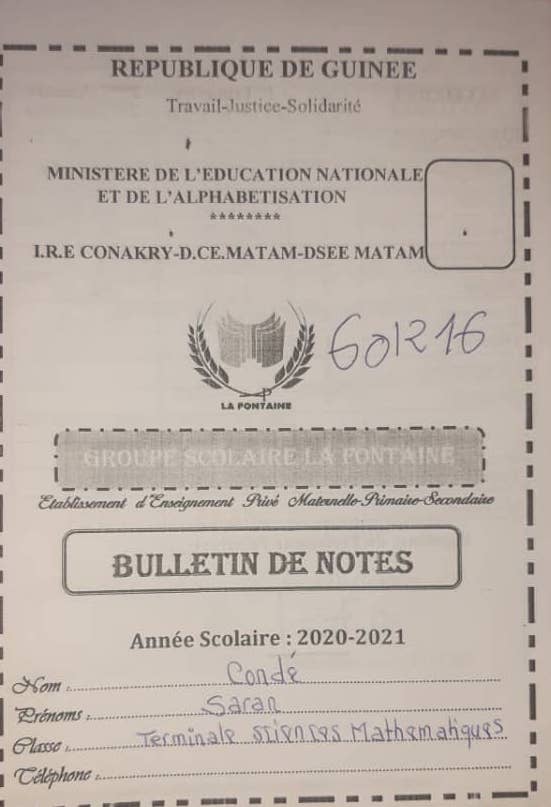 REPUBLIQUE DE GUINEE
Travail-Justice-Solidarité
MINISTERE DE L'EDUCATION NATIONALE
ET DE L'ALPHABETISATION
********
I.R.E CONAKRY-D.CE.MATAM-DSEE MATAM
601216
LA FONTAINE
GROUPE SCOLAIRE LA FONTAINE
Etablissement d'Enseignement Privé Maternelle-Primaire-Secondaire
BULLETIN DE NOTES
Année Scolaire : 2020-2021
Nom : Condé
Prénoms : Saran
Classe : Terminale sciences Mathematiques
Téléphone :